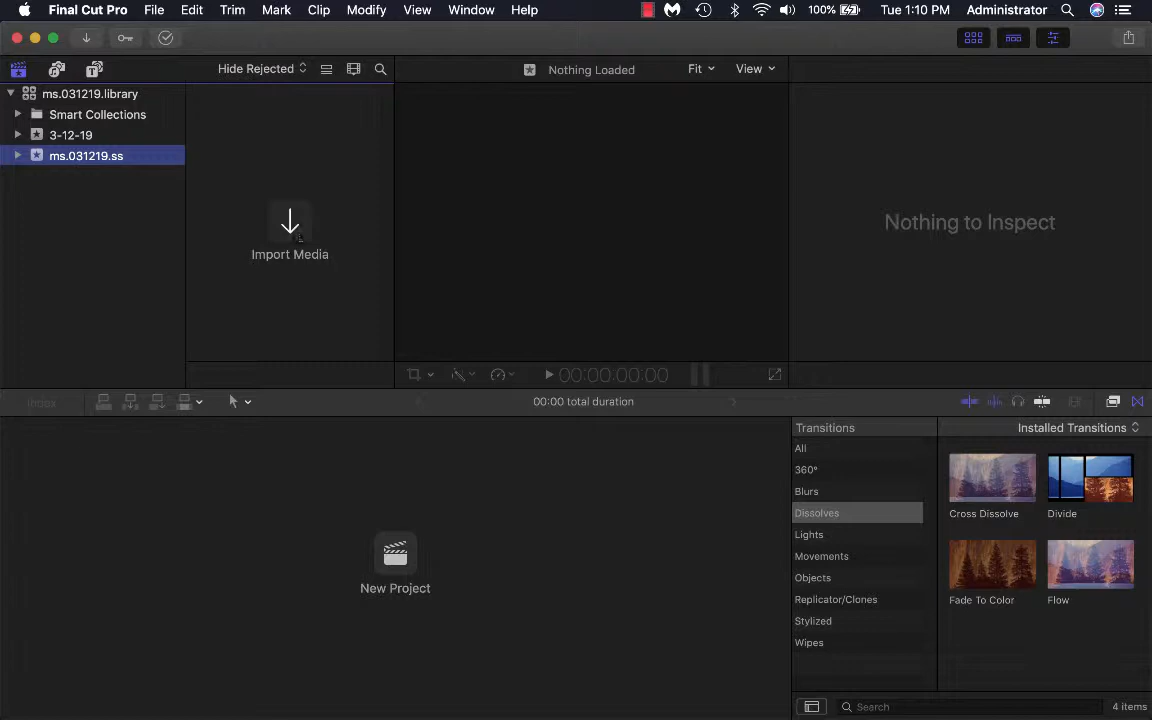 Final Cut Pro File Edit Trim Mark Clip Modify View Window Help 100% Tue 1:10 PM Administrator
Hide Rejected Nothing Loaded Fit View
ms.031219.library
Smart Collections
3-12-19
ms.031219.ss
Import Media
Nothing to Inspect
00:00:00:00
Index 00:00 total duration
Transitions Installed Transitions
All
360°
Blurs
Dissolves
Lights
Movements
Objects
Replicator/Clones
Stylized
Wipes
Cross Dissolve Divide
Fade To Color Flow
New Project
Search 4 items